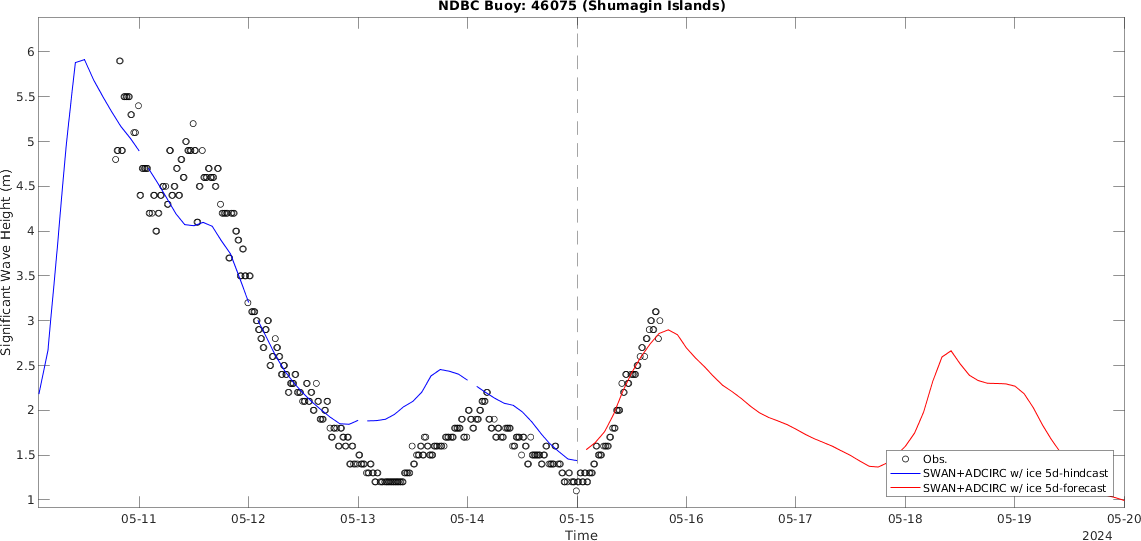 NDBC Buoy: 46075 (Shumagin Islands)
Significant Wave Height (m)
6
5.5
5
4.5
4
3.5
3
2.5
2
1.5
1
Obs.
SWAN+ADCIRC w/ ice 5d-hindcast
SWAN+ADCIRC w/ ice 5d-forecast
05-11 05-12 05-13 05-14 05-15 05-16 05-17 05-18 05-19 05-20
Time
2024